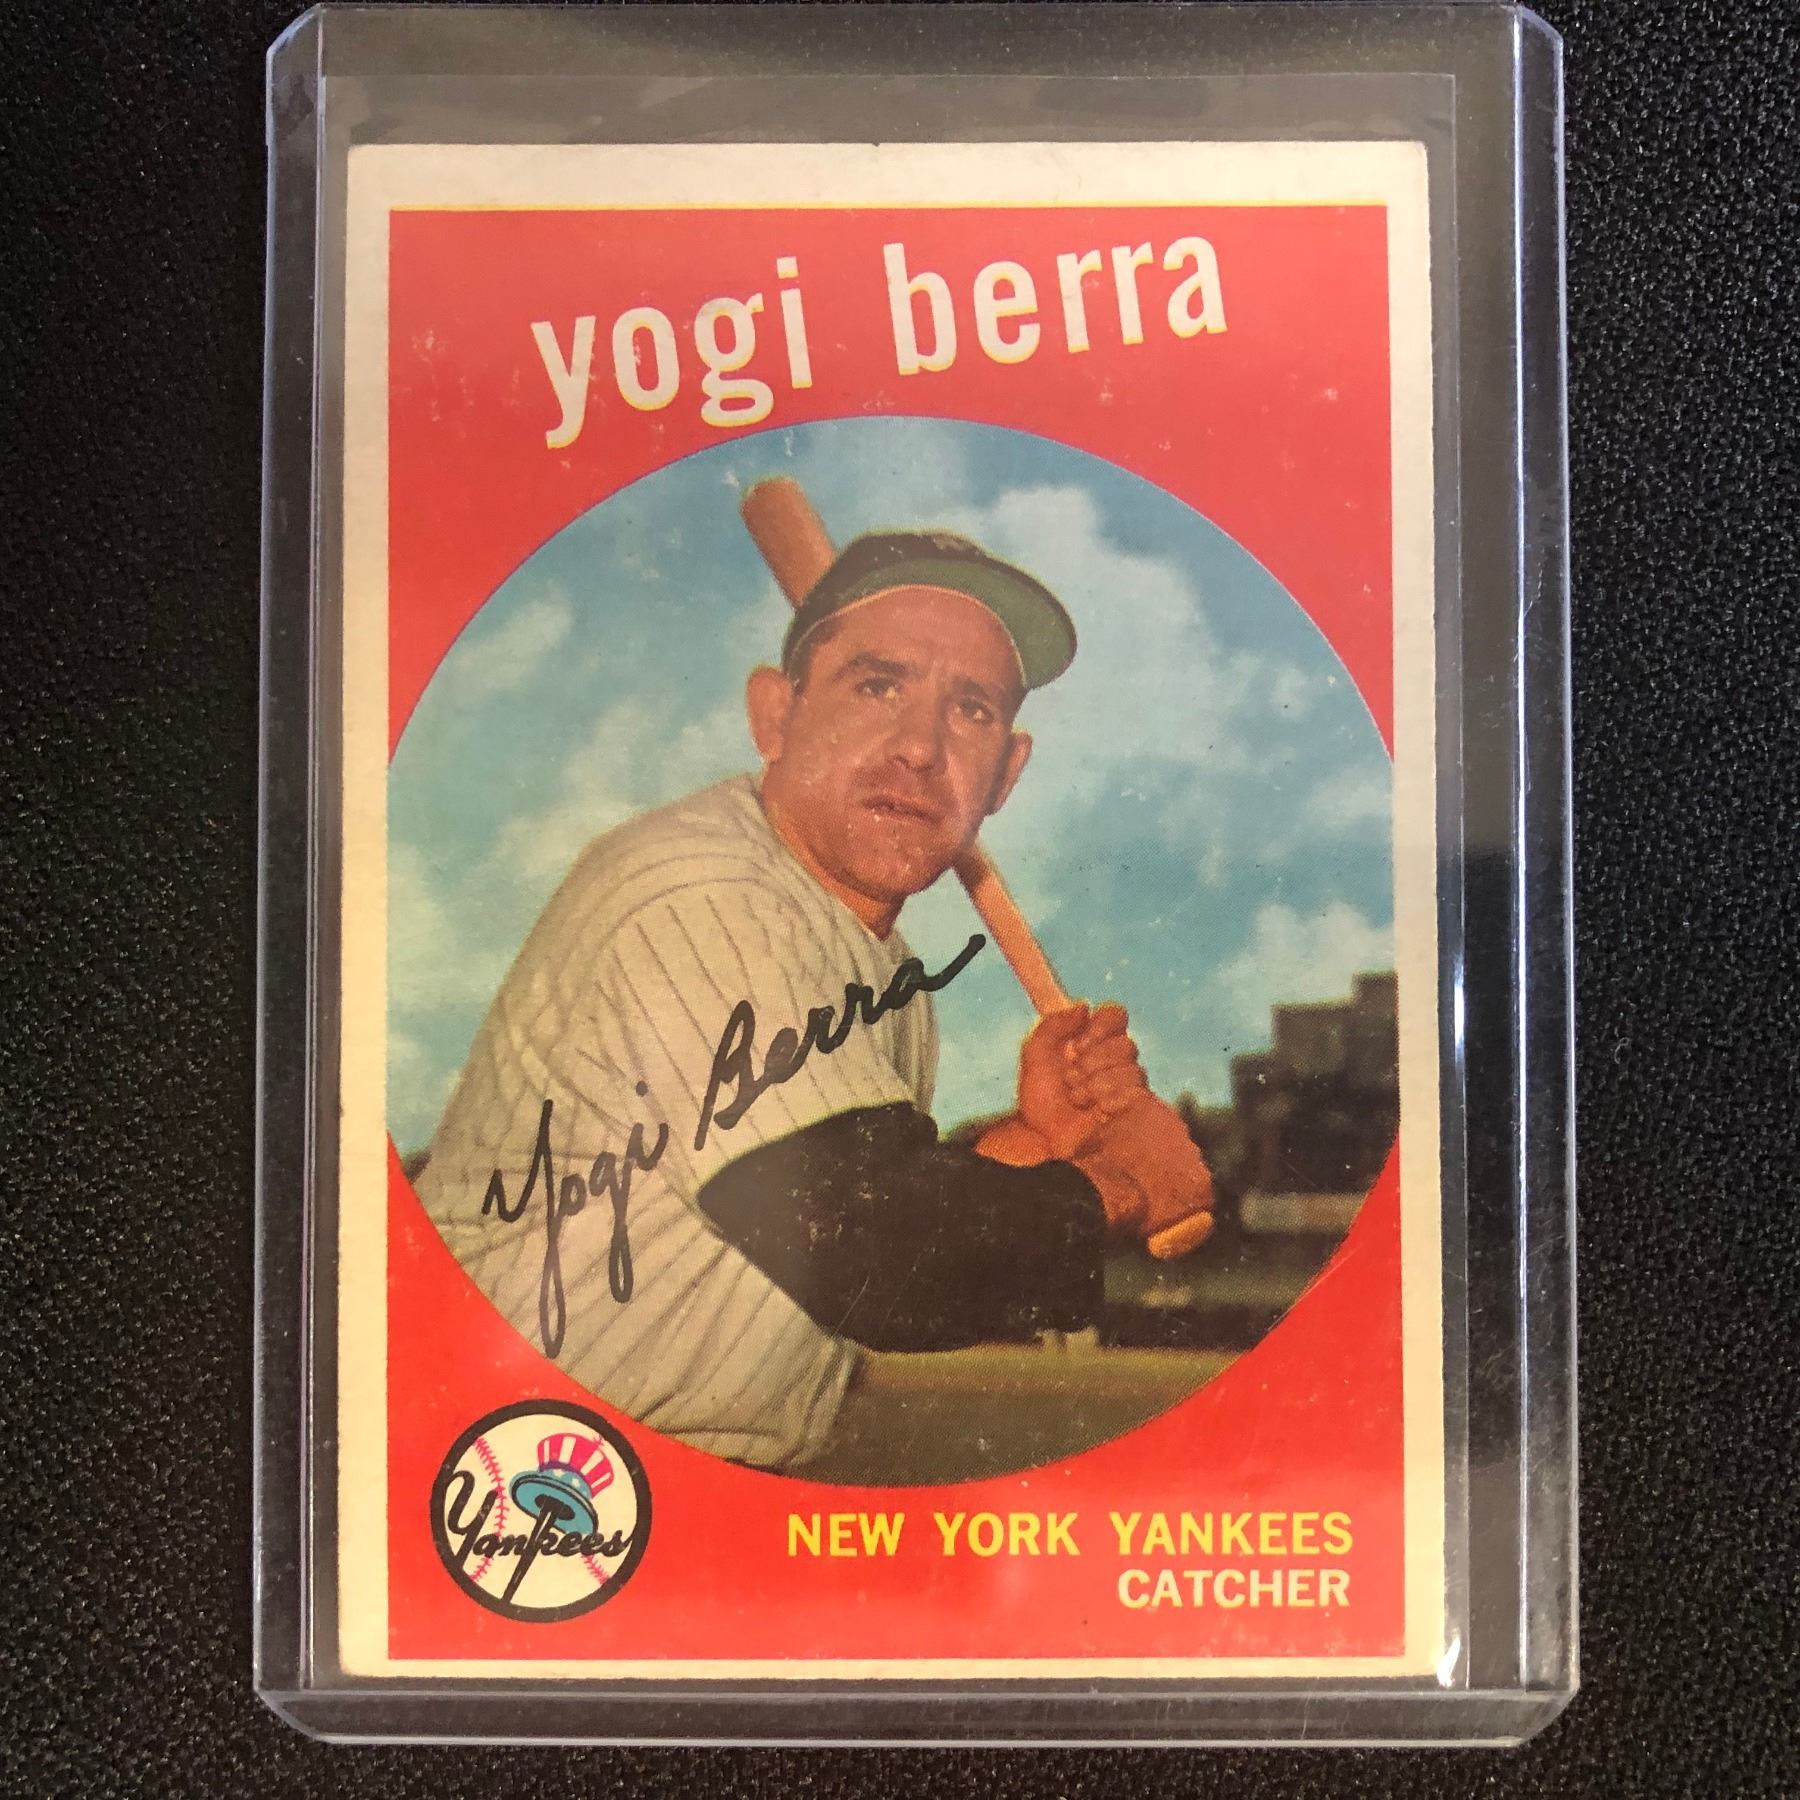 yogi berra
Yogi Berra
Yankees
NEW YORK YANKEES
CATCHER